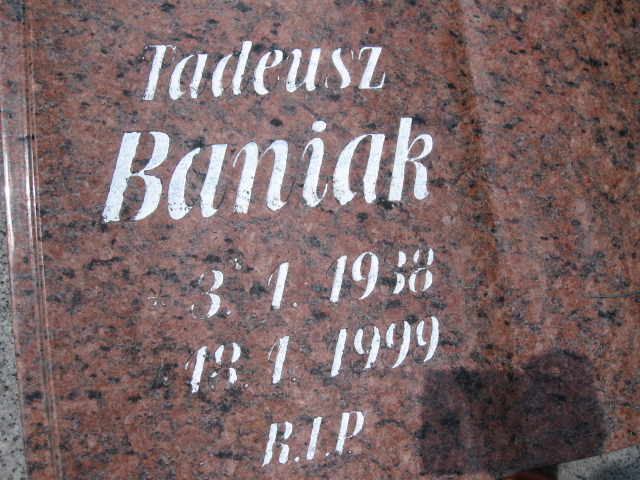 Tadeusz
Baniak
* 3. 1. 1938
18. 1. 1999
R.I.P.